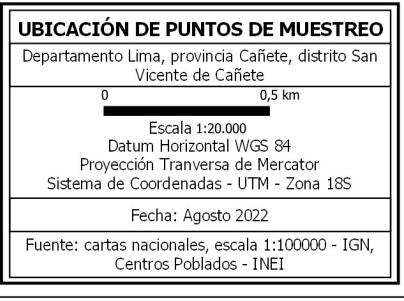 UBICACIÓN DE PUNTOS DE MUESTREO
Departamento Lima, provincia Cañete, distrito San
Vicente de Cañete
0 0,5 km
Escala 1:20.000
Datum Horizontal WGS 84
Proyección Tranversa de Mercator
Sistema de Coordenadas - UTM - Zona 18S
Fecha: Agosto 2022
Fuente: cartas nacionales, escala 1:100000 - IGN,
Centros Poblados - INEI